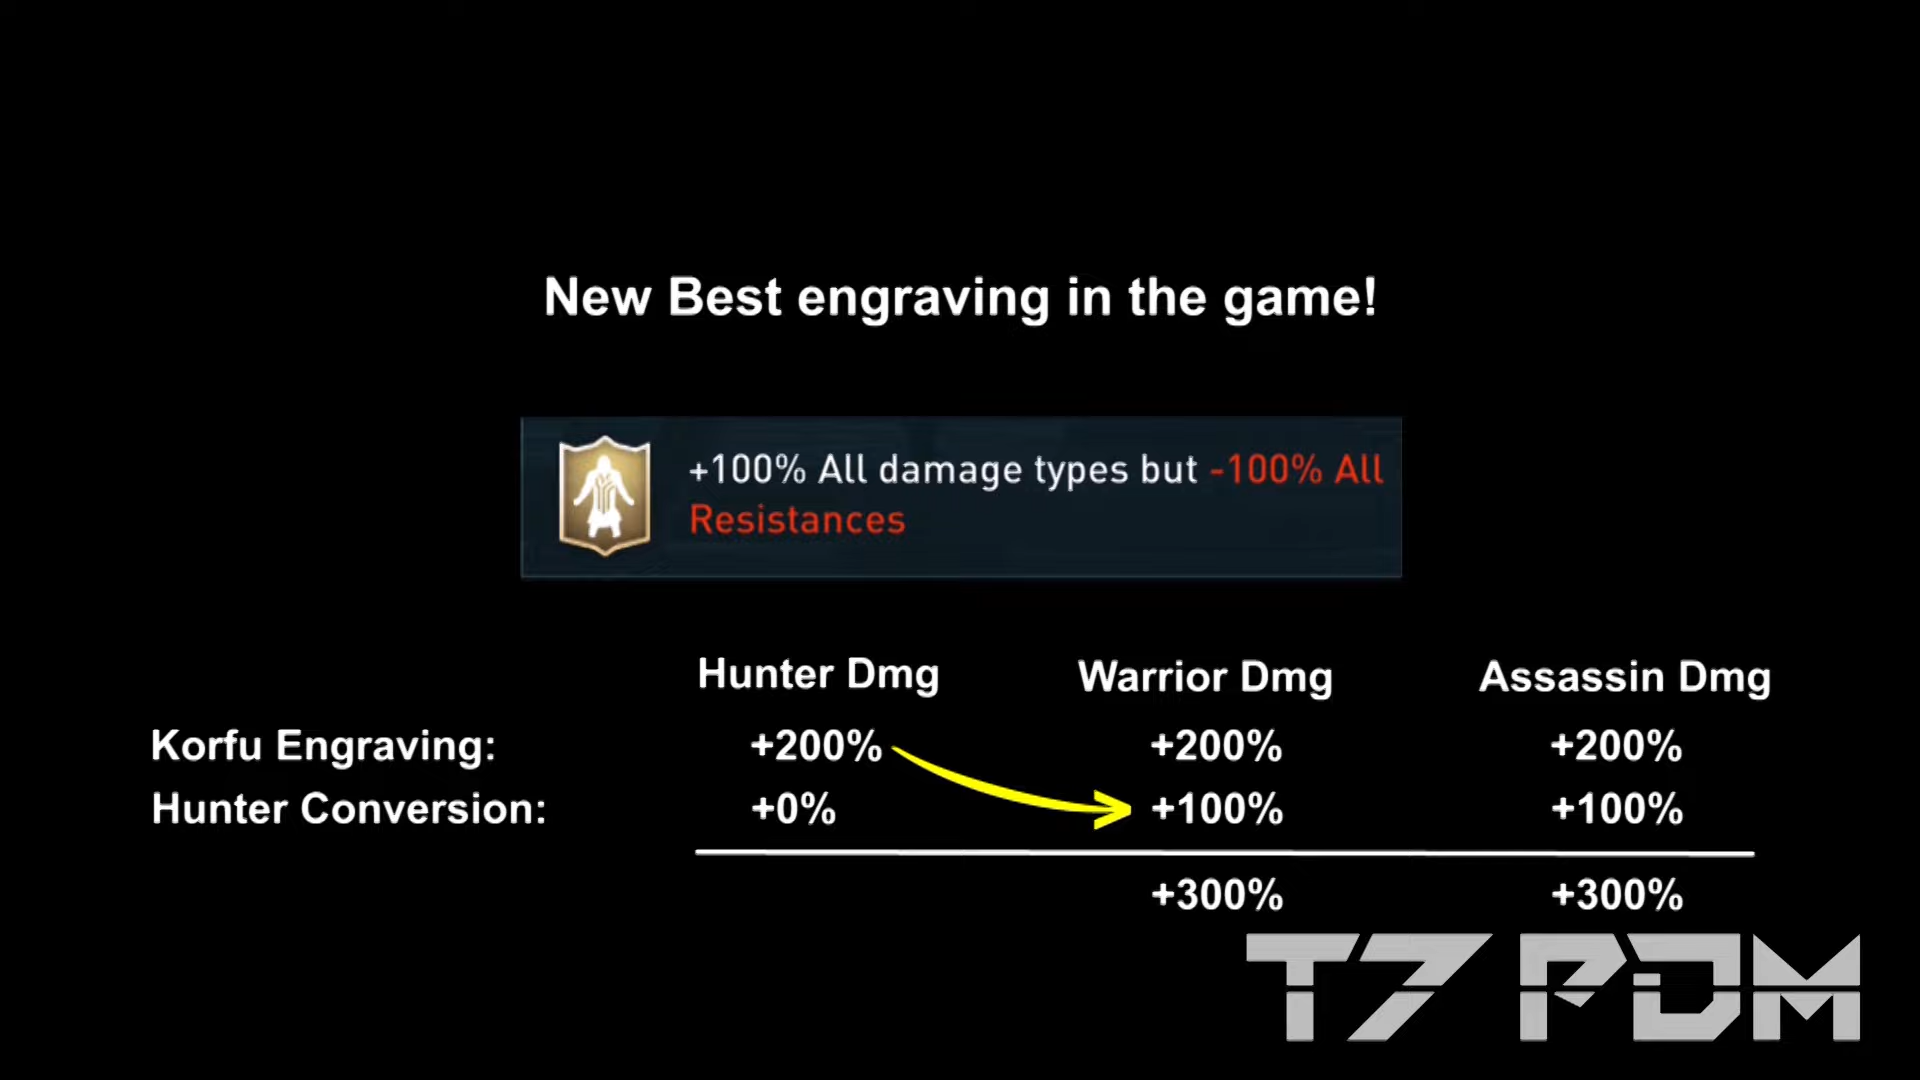 New Best engraving in the game!
+100% All damage types but -100% All
Resistances
Hunter Dmg Warrior Dmg Assassin Dmg
Korfu Engraving: +200% +200% +200%
Hunter Conversion: +0% +100% +100%
+300% +300%
T7 PDM